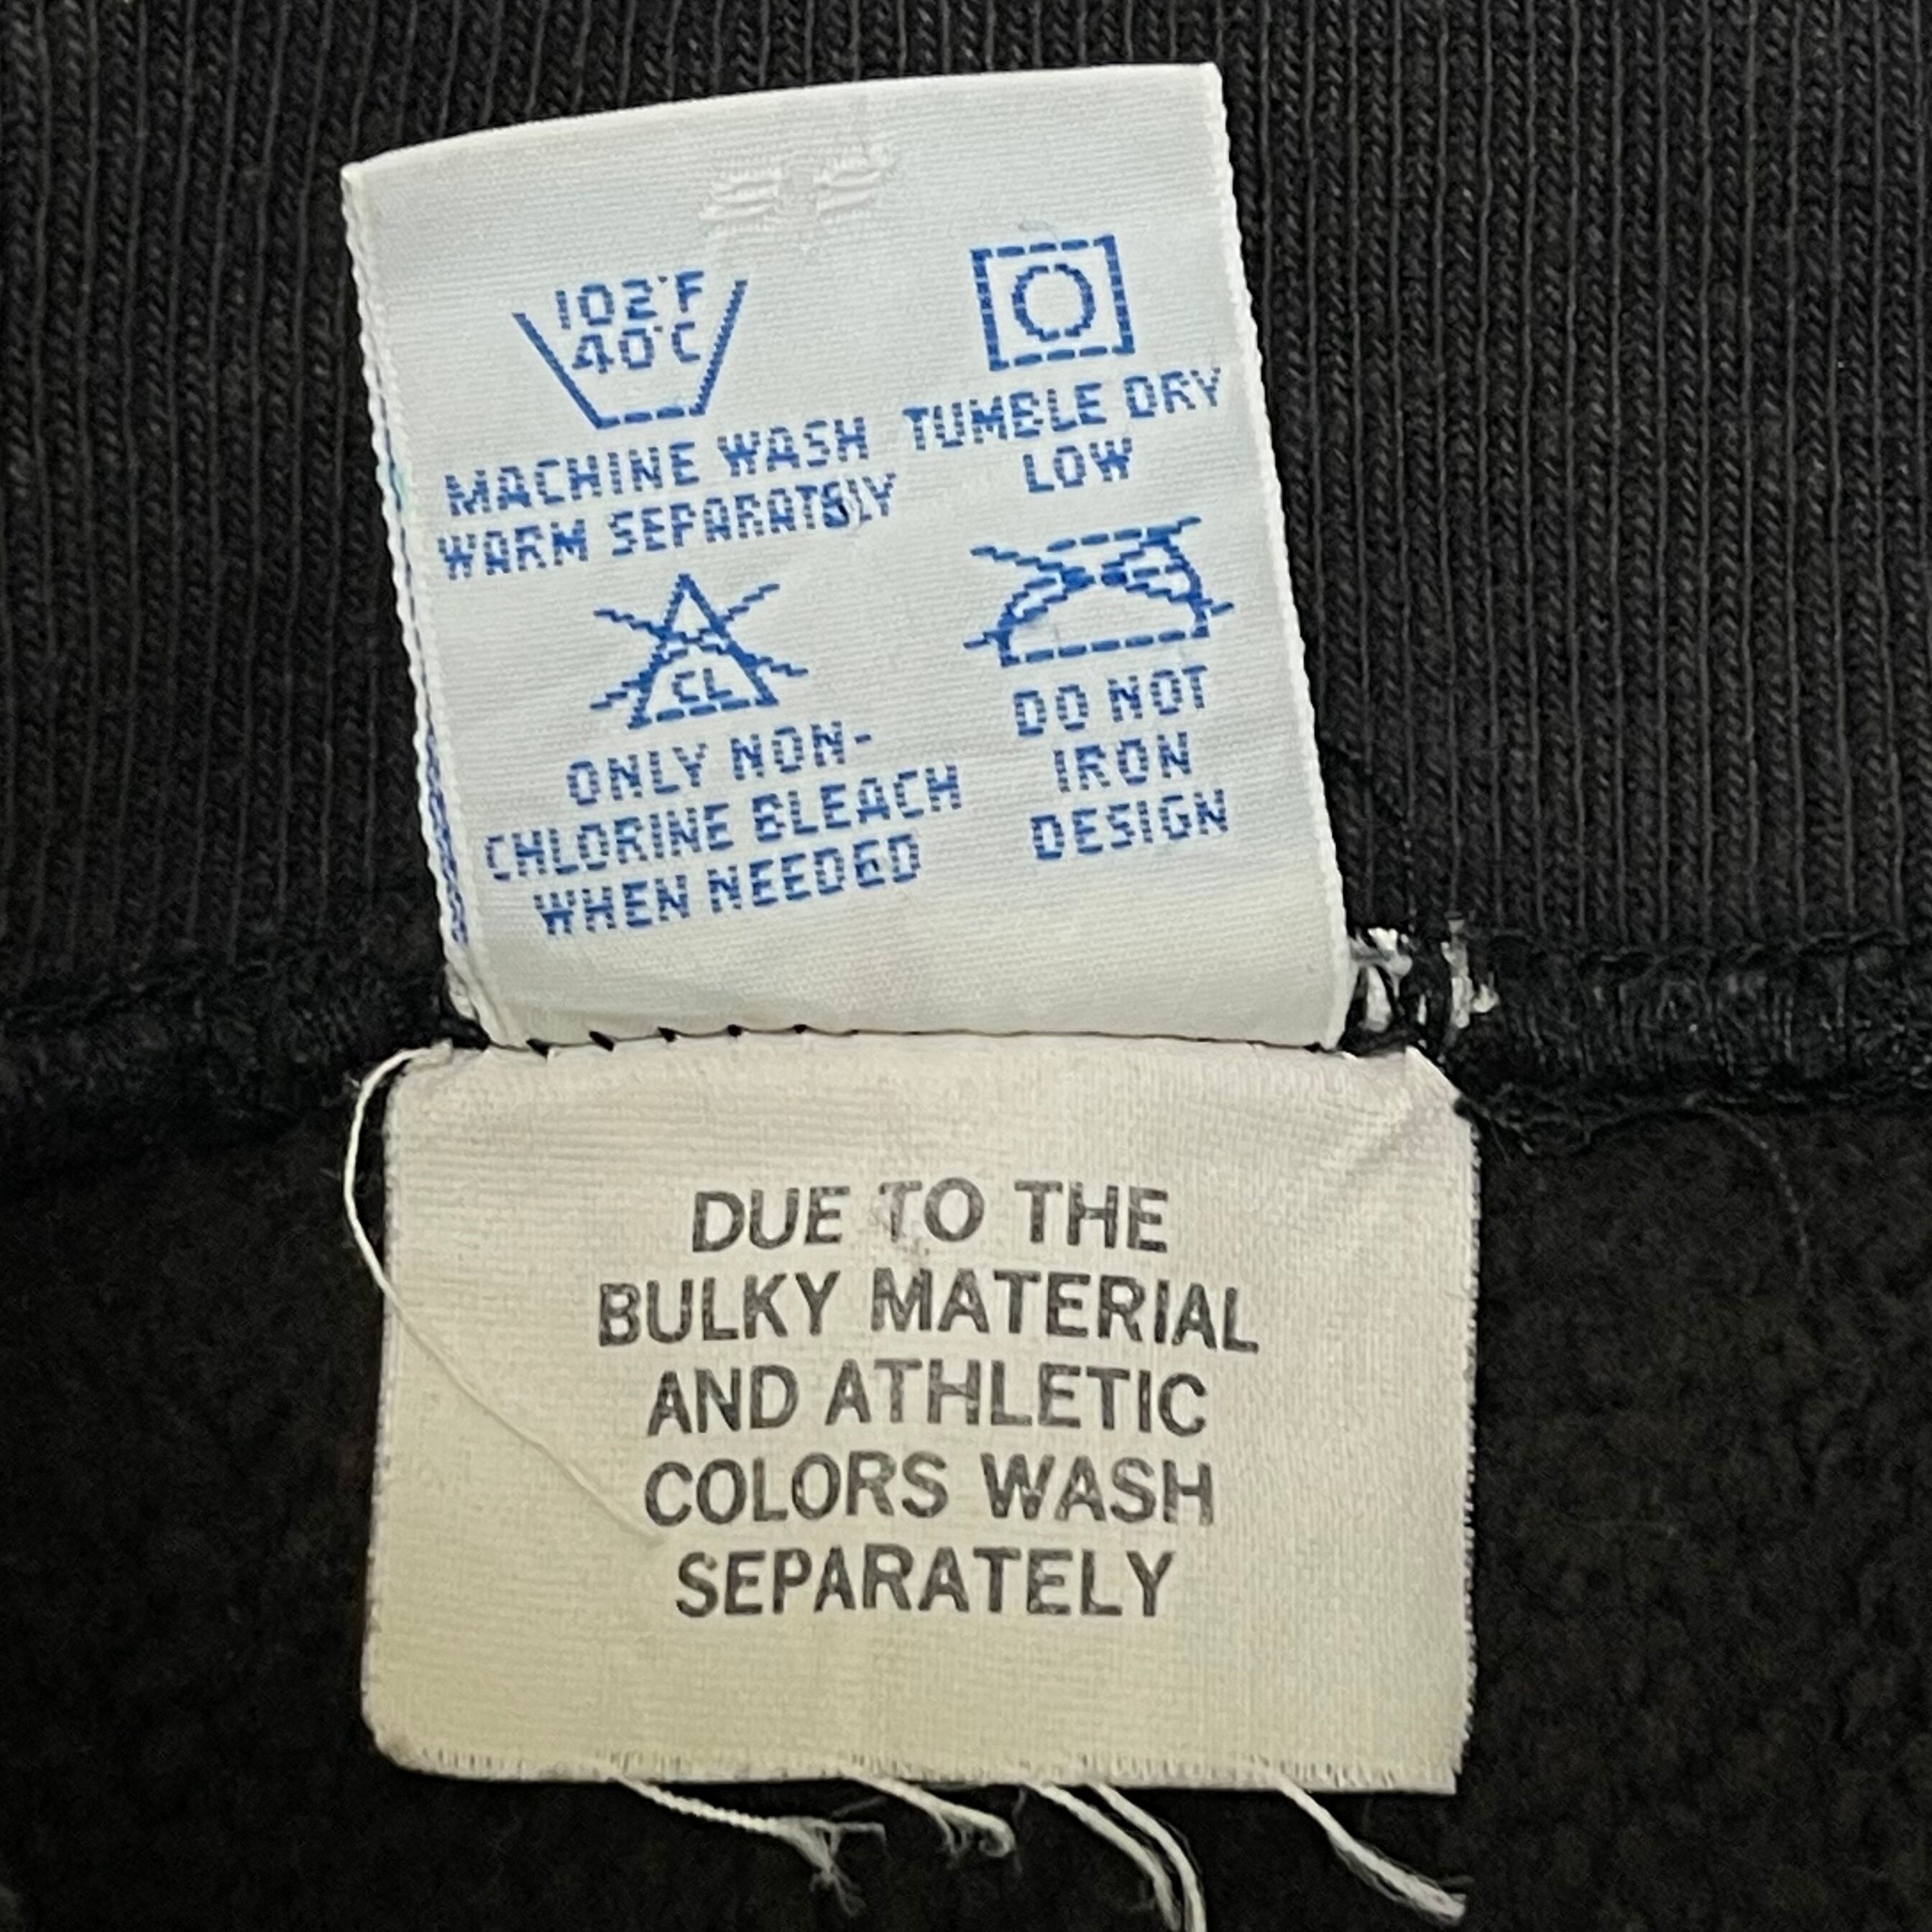 102°F
40°C
MACHINE WASH
WARM SEPARATELY
TUMBLE DRY
LOW
CL
ONLY NON-
CHLORINE BLEACH
WHEN NEEDED
DO NOT
IRON
DESIGN
DUE TO THE
BULKY MATERIAL
AND ATHLETIC
COLORS WASH
SEPARATELY